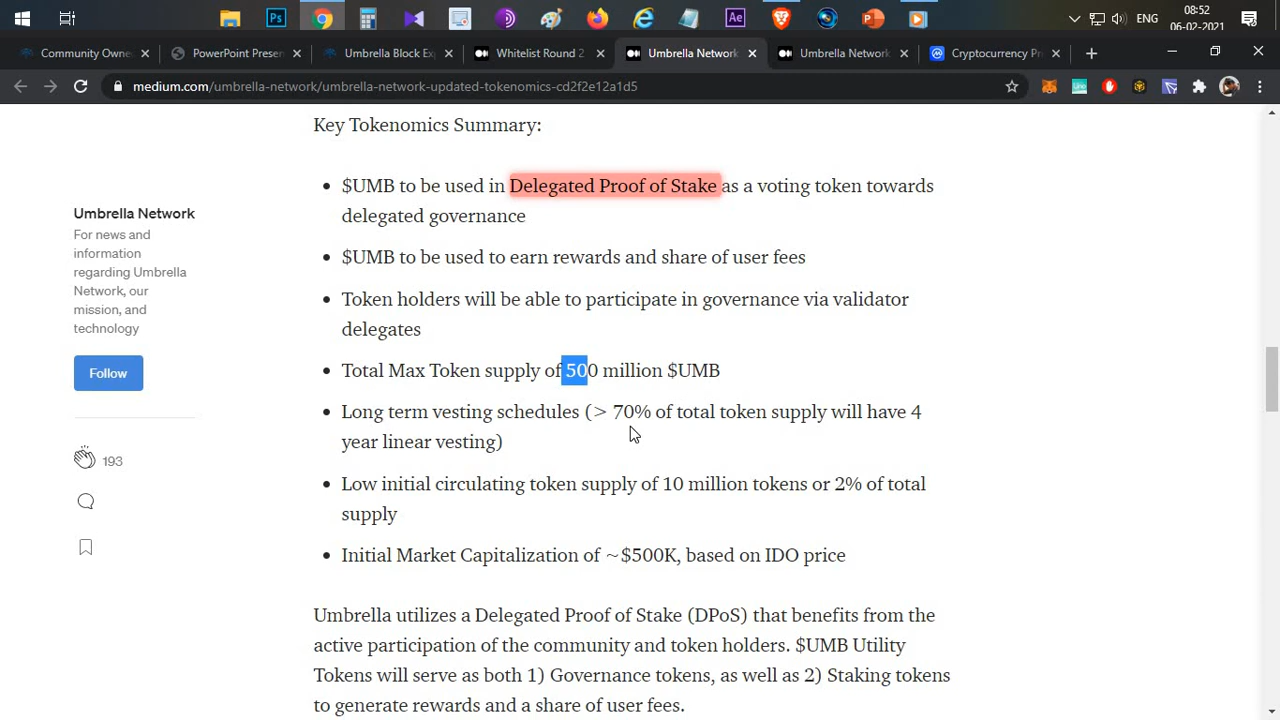 08:52
ENG
06-02-2021
Community Owne
PowerPoint Presen
Umbrella Block Exp
Whitelist Round 2
Umbrella Network
Umbrella Network
Cryptocurrency Pr
medium.com/umbrella-network/umbrella-network-updated-tokenomics-cd2f2e12a1d5
Key Tokenomics Summary:
• $UMB to be used in Delegated Proof of Stake as a voting token towards
delegated governance
• $UMB to be used to earn rewards and share of user fees
• Token holders will be able to participate in governance via validator
delegates
• Total Max Token supply of 500 million $UMB
• Long term vesting schedules (> 70% of total token supply will have 4
year linear vesting)
• Low initial circulating token supply of 10 million tokens or 2% of total
supply
• Initial Market Capitalization of ~$500K, based on IDO price
Umbrella utilizes a Delegated Proof of Stake (DPoS) that benefits from the
active participation of the community and token holders. $UMB Utility
Tokens will serve as both 1) Governance tokens, as well as 2) Staking tokens
to generate rewards and a share of user fees.
Umbrella Network
For news and
information
regarding Umbrella
Network, our
mission, and
technology
Follow
193